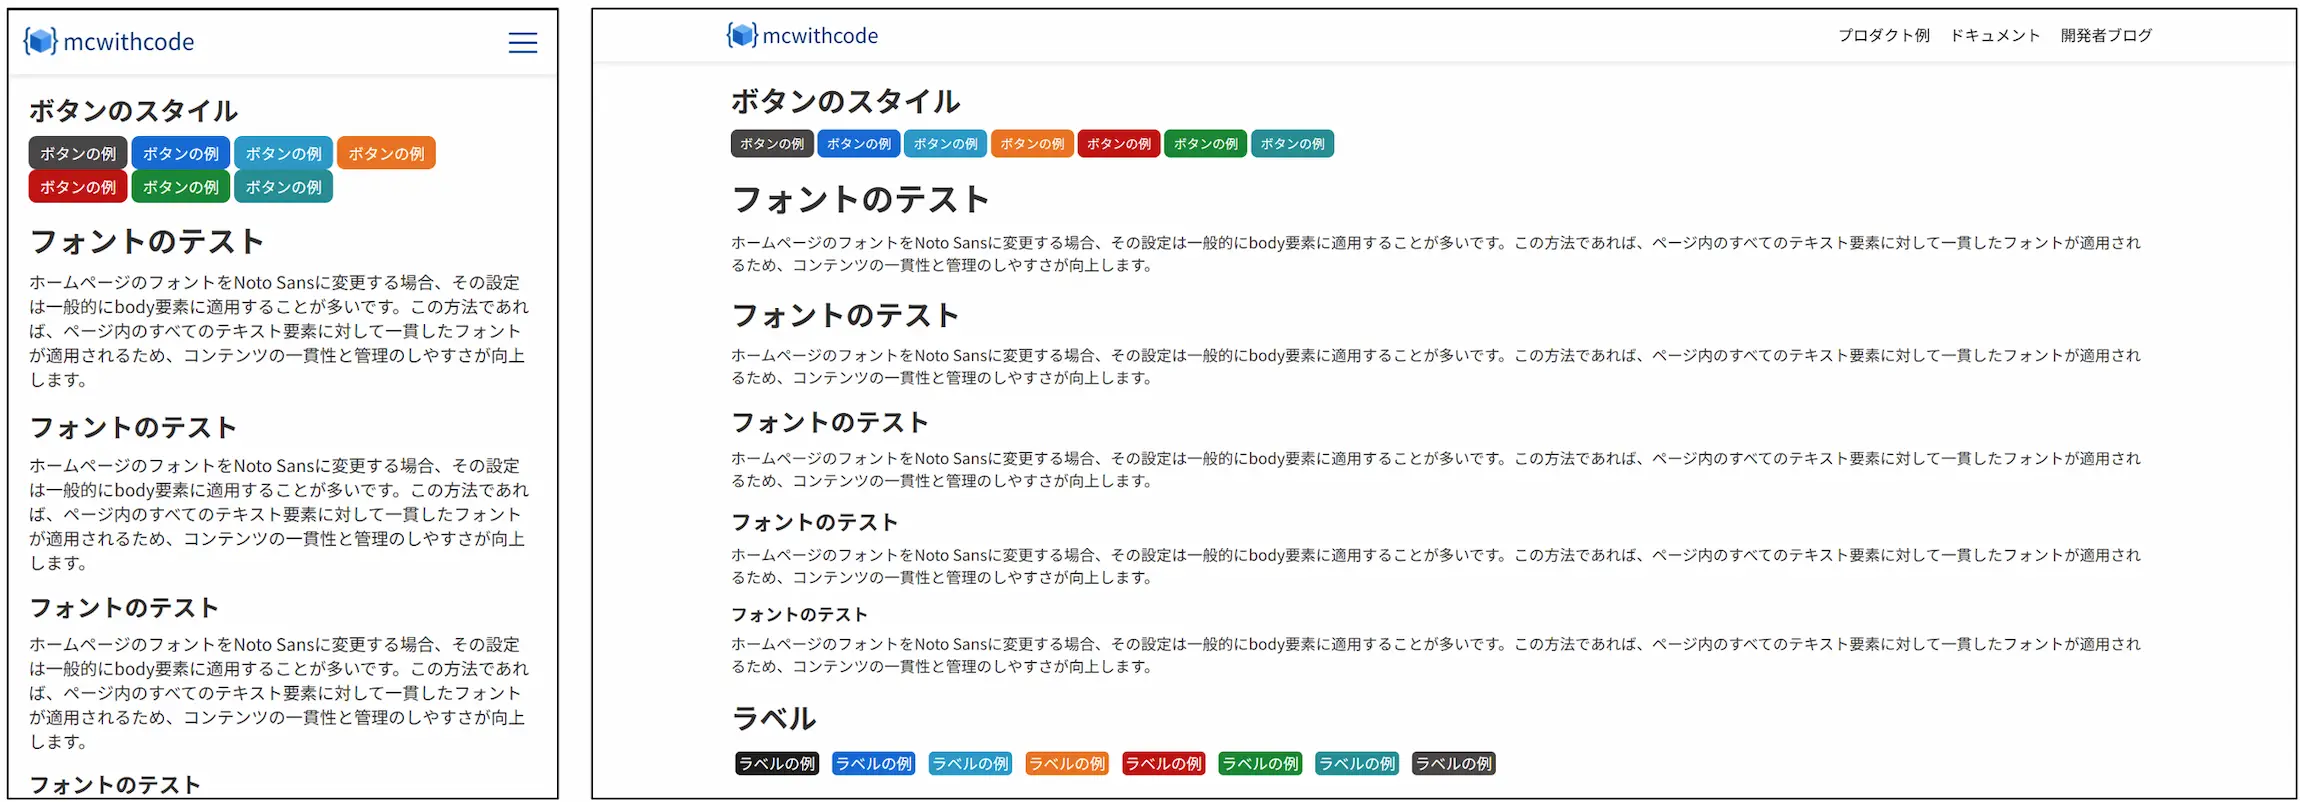 mcwithcode
ボタンのスタイル
ボタンの例 ボタンの例 ボタンの例 ボタンの例
ボタンの例 ボタンの例 ボタンの例
フォントのテスト
ホームページのフォントをNoto Sansに変更する場合、その設定
は一般的にbody要素に適用することが多いです。この方法であれ
ば、ページ内のすべてのテキスト要素に対して一貫したフォント
が適用されるため、コンテンツの一貫性と管理のしやすさが向上
します。
フォントのテスト
ホームページのフォントをNoto Sansに変更する場合、その設定
は一般的にbody要素に適用することが多いです。この方法であれ
ば、ページ内のすべてのテキスト要素に対して一貫したフォント
が適用されるため、コンテンツの一貫性と管理のしやすさが向上
します。
フォントのテスト
ホームページのフォントをNoto Sansに変更する場合、その設定
は一般的にbody要素に適用することが多いです。この方法であれ
ば、ページ内のすべてのテキスト要素に対して一貫したフォント
が適用されるため、コンテンツの一貫性と管理のしやすさが向上
します。
フォントのテスト
mcwithcode
プロダクト例 ドキュメント 開発者ブログ
ボタンのスタイル
ボタンの例 ボタンの例 ボタンの例 ボタンの例 ボタンの例 ボタンの例 ボタンの例
フォントのテスト
ホームページのフォントをNoto Sansに変更する場合、その設定は一般的にbody要素に適用することが多いです。この方法であれば、ページ内のすべてのテキスト要素に対して一貫したフォントが適用され
るため、コンテンツの一貫性と管理のしやすさが向上します。
フォントのテスト
ホームページのフォントをNoto Sansに変更する場合、その設定は一般的にbody要素に適用することが多いです。この方法であれば、ページ内のすべてのテキスト要素に対して一貫したフォントが適用され
るため、コンテンツの一貫性と管理のしやすさが向上します。
フォントのテスト
ホームページのフォントをNoto Sansに変更する場合、その設定は一般的にbody要素に適用することが多いです。この方法であれば、ページ内のすべてのテキスト要素に対して一貫したフォントが適用され
るため、コンテンツの一貫性と管理のしやすさが向上します。
フォントのテスト
ホームページのフォントをNoto Sansに変更する場合、その設定は一般的にbody要素に適用することが多いです。この方法であれば、ページ内のすべてのテキスト要素に対して一貫したフォントが適用され
るため、コンテンツの一貫性と管理のしやすさが向上します。
フォントのテスト
ホームページのフォントをNoto Sansに変更する場合、その設定は一般的にbody要素に適用することが多いです。この方法であれば、ページ内のすべてのテキスト要素に対して一貫したフォントが適用され
るため、コンテンツの一貫性と管理のしやすさが向上します。
ラベル
ラベルの例 ラベルの例 ラベルの例 ラベルの例 ラベルの例 ラベルの例 ラベルの例 ラベルの例